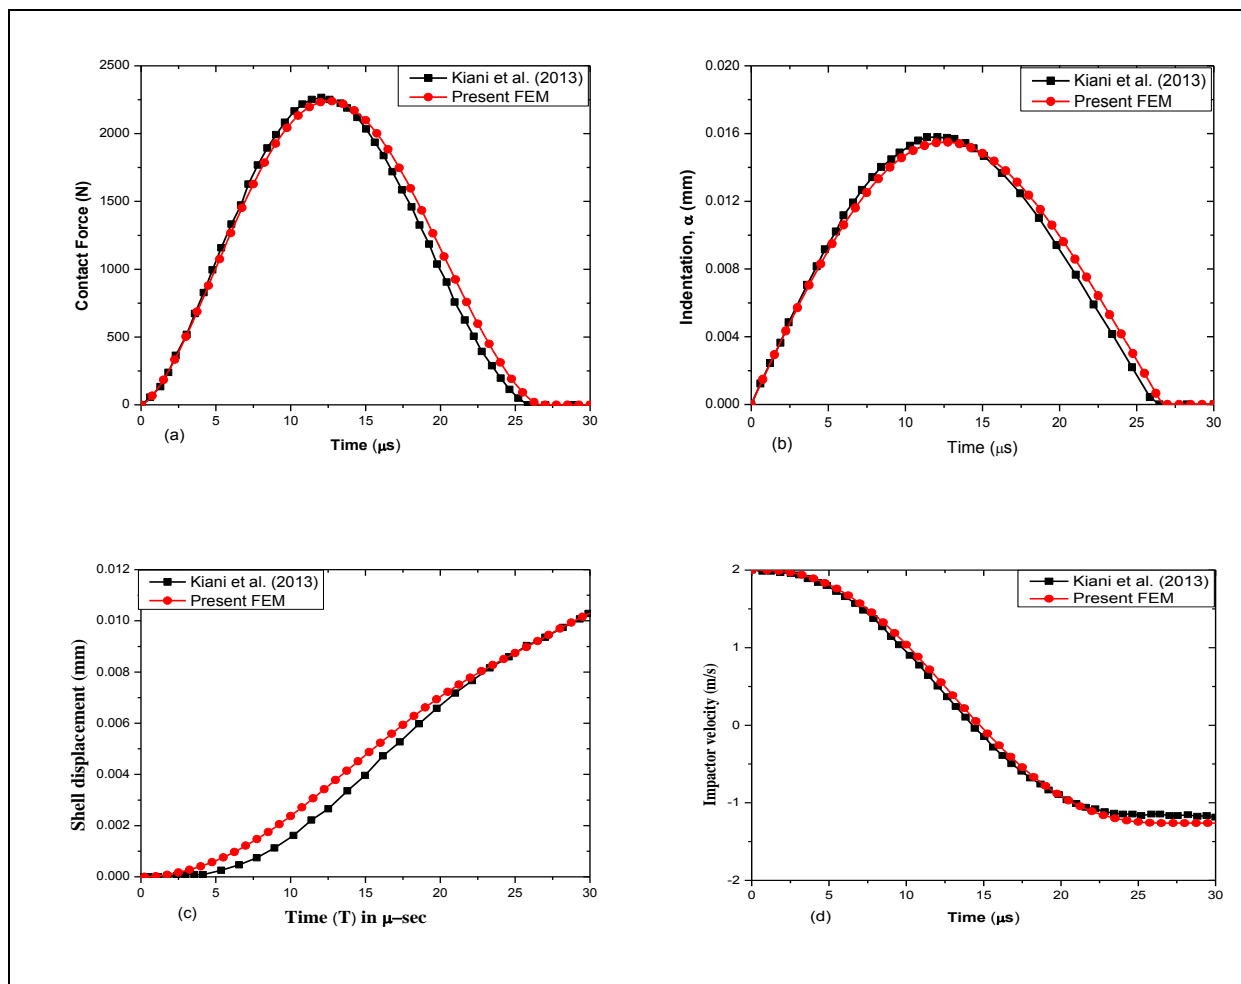 2500
2000
1500
1000
500
0
0 5 10 15 20 25 30
Contact Force (N)
Time (μs)
(a)
Kiani et al. (2013)
Present FEM
0.020
0.016
0.012
0.008
0.004
0.000
0 5 10 15 20 25 30
Indentation, α (mm)
Time (μs)
(b)
Kiani et al. (2013)
Present FEM
0.012
0.010
0.008
0.006
0.004
0.002
0.000
0 5 10 15 20 25 30
Shell displacement (mm)
Time (T) in μ–sec
(c)
Kiani et al. (2013)
Present FEM
2
1
0
-1
-2
0 5 10 15 20 25 30
Impactor velocity (m/s)
Time (μs)
(d)
Kiani et al. (2013)
Present FEM